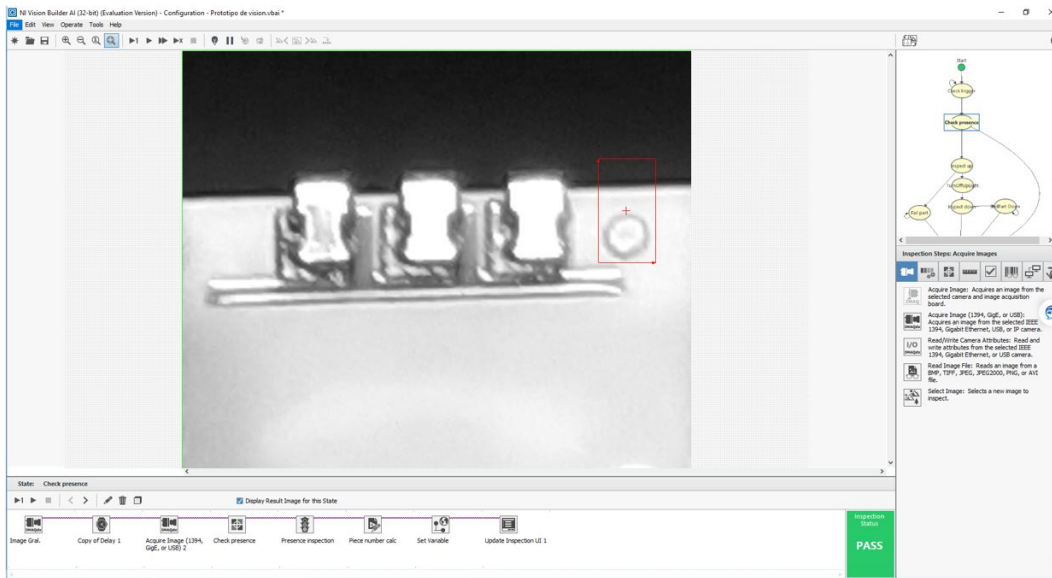 NI Vision Builder AI (32-bit) (Evaluation Version) - Configuration - Prototipo de vision.vbai *
File Edit View Operate Tools Help
Start
Check trigger
Check presence
Inspect up
Fail part
Inspect down
Inspection Steps: Acquire Images
Acquire Image: Acquires an image from the
selected camera and image acquisition
board.
Acquire Image (1394, GigE, or USB):
Acquires an image from the selected IEEE
1394, Gigabit Ethernet, USB, or IP camera.
Read/Write Camera Attributes: Read and
write attributes from the selected IEEE
1394, Gigabit Ethernet, or USB camera.
Read Image File: Reads an image from a
BMP, TIFF, JPEG, JPEG2000, PNG, or AVI
file.
Select Image: Selects a new image to
inspect.
State: Check presence
Display Result Image for this State
Image Gral.
Copy of Delay 1
Acquire Image (1394,
GigE, or USB) 2
Check presence
Presence inspection
Piece number calc
Set Variable
Update Inspection UI 1
Inspection
Status
PASS